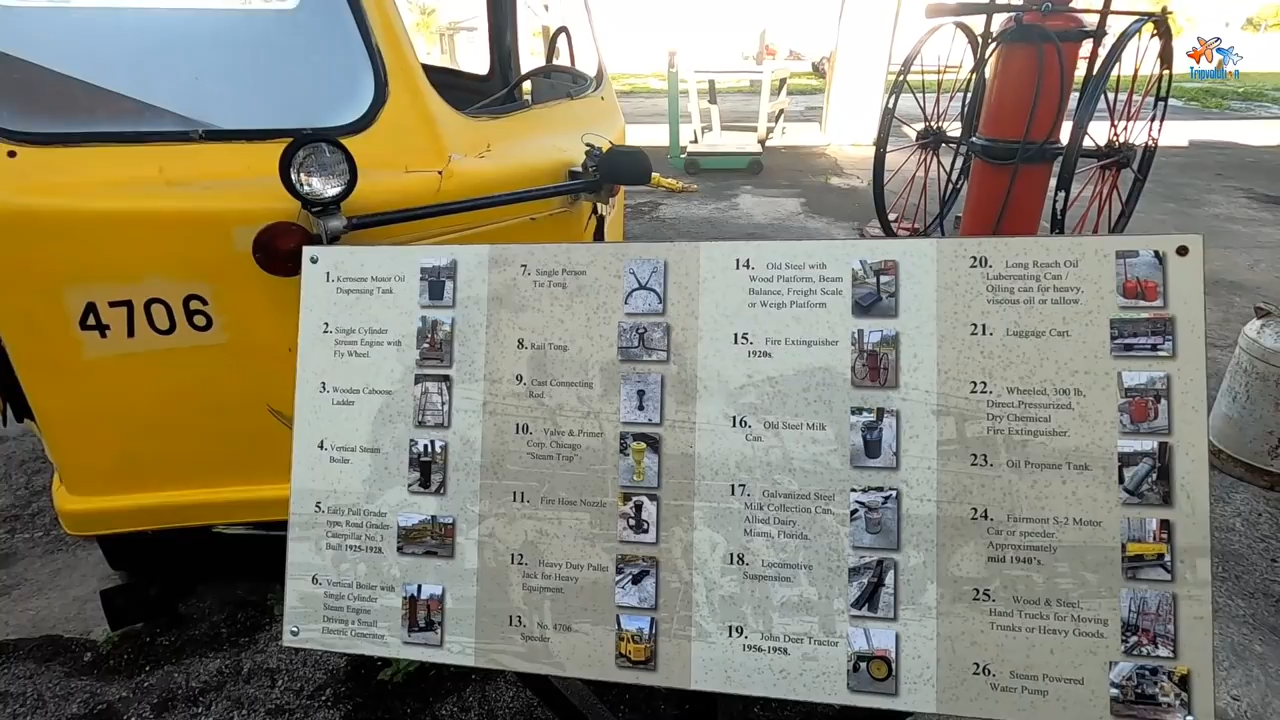 Tripvolution
4706
1. Kerosene Motor Oil
Dispensing Tank.
2. Single Cylinder
Stream Engine with
Fly Wheel.
3. Wooden Caboose
Ladder
4. Vertical Steam
Boiler.
5. Early Pull Grader
type, Road Grader-
Caterpillar No. 3
Built 1925-1928.
6. Vertical Boiler with
Single Cylinder
Steam Engine
Driving a Small
Electric Generator.
7. Single Person
Tie Tong.
8. Rail Tong.
9. Cast Connecting
Rod.
10. Valve & Primer
Corp. Chicago
"Steam Trap"
11. Fire Hose Nozzle
12. Heavy Duty Pallet
Jack for Heavy
Equipment.
13. No. 4706
Speeder.
14. Old Steel with
Wood Platform, Beam
Balance, Freight Scale
or Weigh Platform
15. Fire Extinguisher
1920s.
16. Old Steel Milk
Can.
17. Galvanized Steel
Milk Collection Can,
Allied Dairy
Miami, Florida.
18. Locomotive
Suspension.
19. John Deer Tractor
1956-1958.
20. Long Reach Oil
Lubercating Can /
Oiling can for heavy,
viscous oil or tallow.
21. Luggage Cart.
22. Wheeled, 300 lb,
Direct Pressurized,
Dry Chemical
Fire Extinguisher.
23. Oil Propane Tank.
24. Fairmont S-2 Motor
Car or speeder.
Approximately
mid 1940's.
25. Wood & Steel,
Hand Trucks for Moving
Trunks or Heavy Goods.
26. Steam Powered
Water Pump